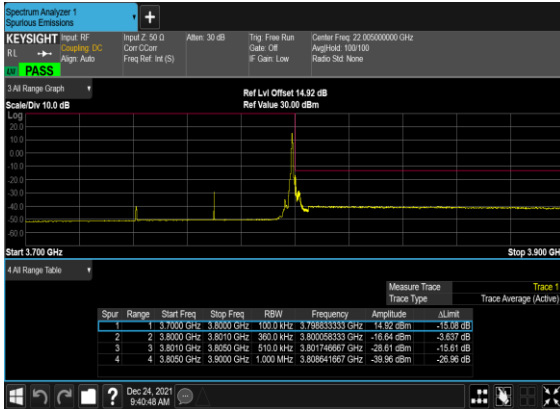 Spectrum Analyzer 1
Spurious Emissions
KEYSIGHT Input: RF Input Z: 50 Ω Atten: 30 dB Trig: Free Run Center Freq: 22.005000000 GHz
RL Coupling: DC Corr CCorr Gate: Off Avg|Hold: 100/100
Align: Auto Freq Ref: Int (S) IF Gain: Low Radio Std: None
PASS
3 All Range Graph
Ref Lvl Offset 14.92 dB
Scale/Div 10.0 dB Ref Value 30.00 dBm
Log
20.0
10.0
0.00
-10.0
-20.0
-30.0
-40.0
-50.0
-60.0
Start 3.700 GHz Stop 3.900 GH
4 All Range Table
Measure Trace Trace 1
Trace Type Trace Average (Active)
Spur Range Start Freq Stop Freq RBW Frequency Amplitude ΔLimit
1 1 3.7000 GHz 3.8000 GHz 100.0 kHz 3.798833333 GHz 14.92 dBm -15.08 dB
2 2 3.8000 GHz 3.8010 GHz 360.0 kHz 3.800058333 GHz -16.64 dBm -3.637 dB
3 3 3.8010 GHz 3.8050 GHz 510.0 kHz 3.801746667 GHz -28.61 dBm -15.61 dB
4 4 3.8050 GHz 3.9000 GHz 1.000 MHz 3.808641667 GHz -39.96 dBm -26.96 dB
? Dec 24, 2021
9:40:48 AM